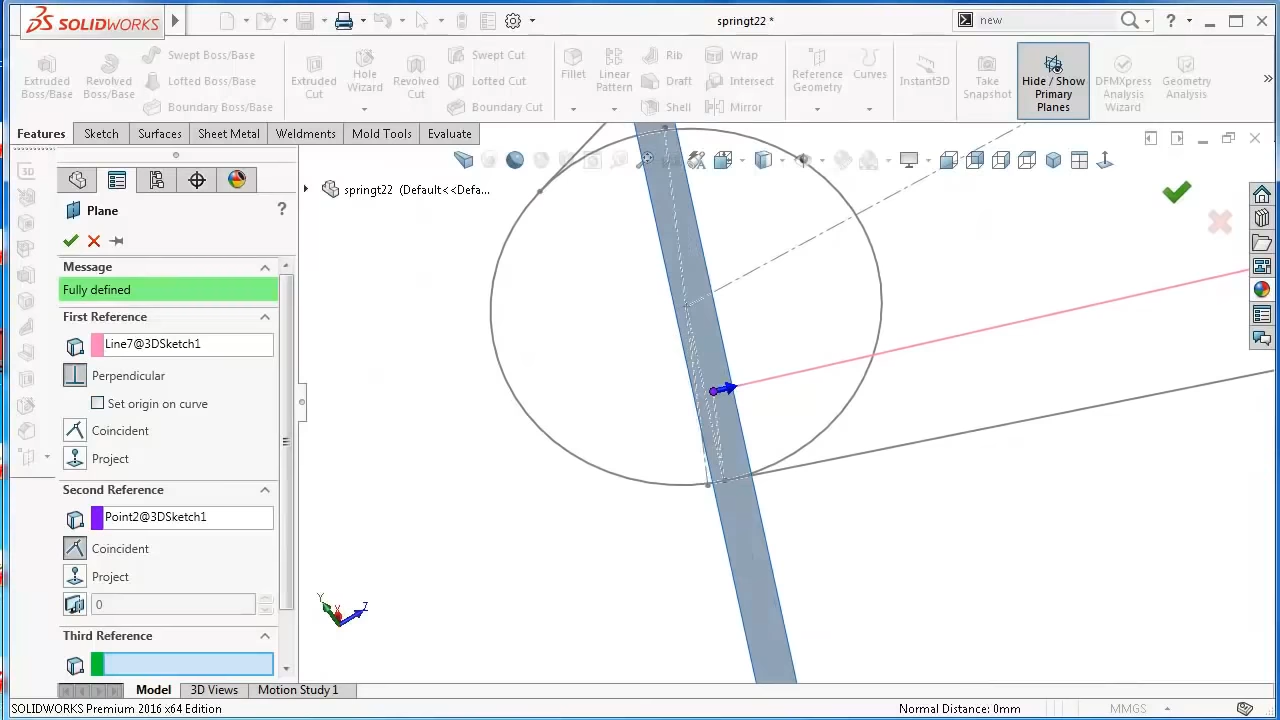 SOLIDWORKS
springt22 *
new
?
Extruded Boss/Base
Revolved Boss/Base
Swept Boss/Base
Lofted Boss/Base
Boundary Boss/Base
Extruded Cut
Hole Wizard
Revolved Cut
Swept Cut
Lofted Cut
Boundary Cut
Fillet
Linear Pattern
Rib
Draft
Shell
Wrap
Intersect
Mirror
Reference Geometry
Curves
Instant3D
Take Snapshot
Hide / Show Primary Planes
DFMXpress Analysis Wizard
Geometry Analysis
»
Features
Sketch
Surfaces
Sheet Metal
Weldments
Mold Tools
Evaluate
3D
springt22 (Default<<Defa...
Plane
?
Message
Fully defined
First Reference
Line7@3DSketch1
Perpendicular
Set origin on curve
Coincident
Project
Second Reference
Point2@3DSketch1
Coincident
Project
0
Third Reference
Y
X
Z
Model
3D Views
Motion Study 1
SOLIDWORKS Premium 2016 x64 Edition
Normal Distance: 0mm
MMGS